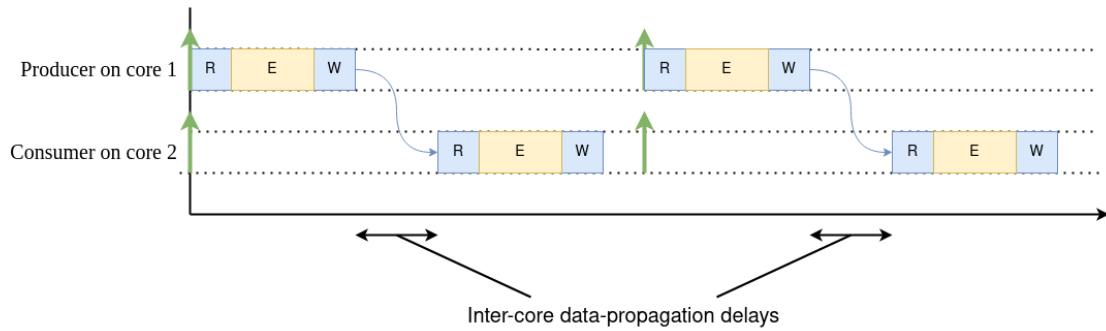 Producer on core 1
R E W R E W
Consumer on core 2
R E W R E W
Inter-core data-propagation delays